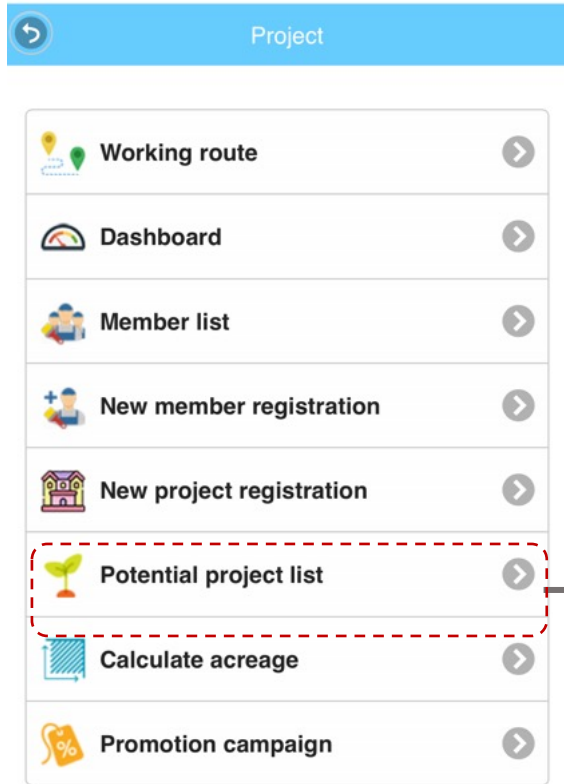 Project
Working route
Dashboard
Member list
New member registration
New project registration
Potential project list
Calculate acreage
Promotion campaign